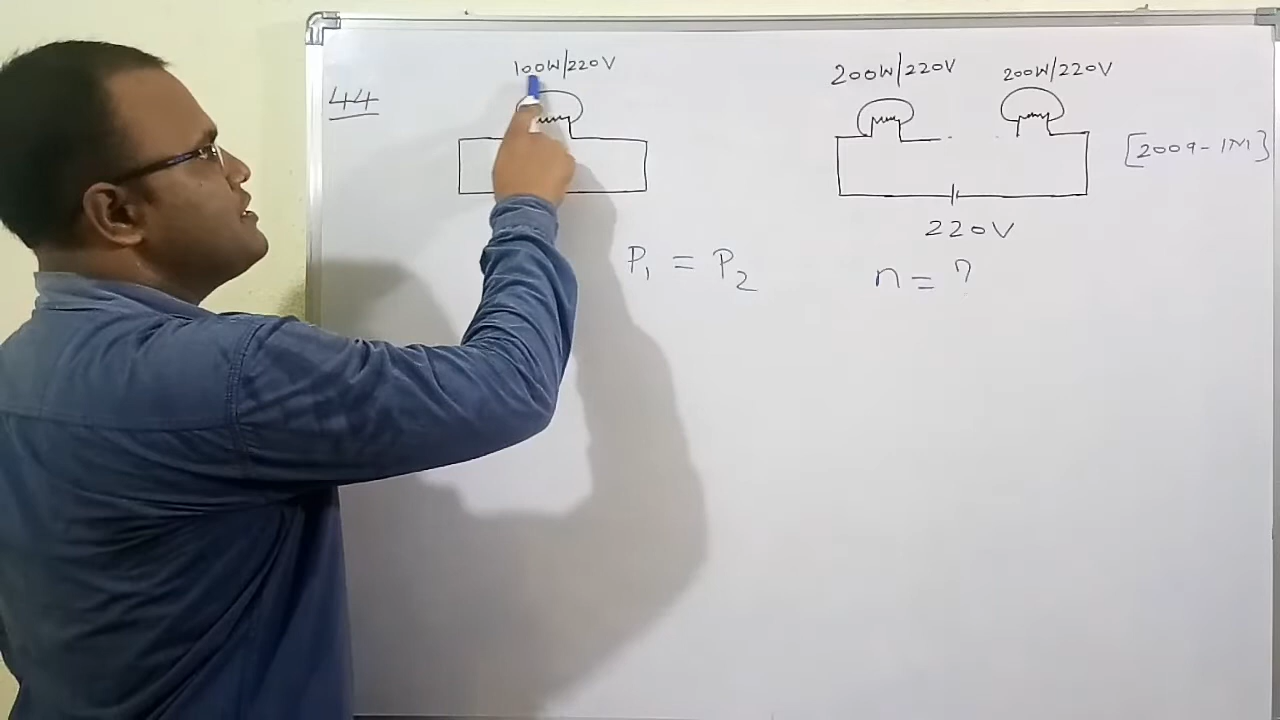 44
100W/220V
200W/220V
200W/220V
[2009-1M]
220V
P₁ = P₂
n = ?